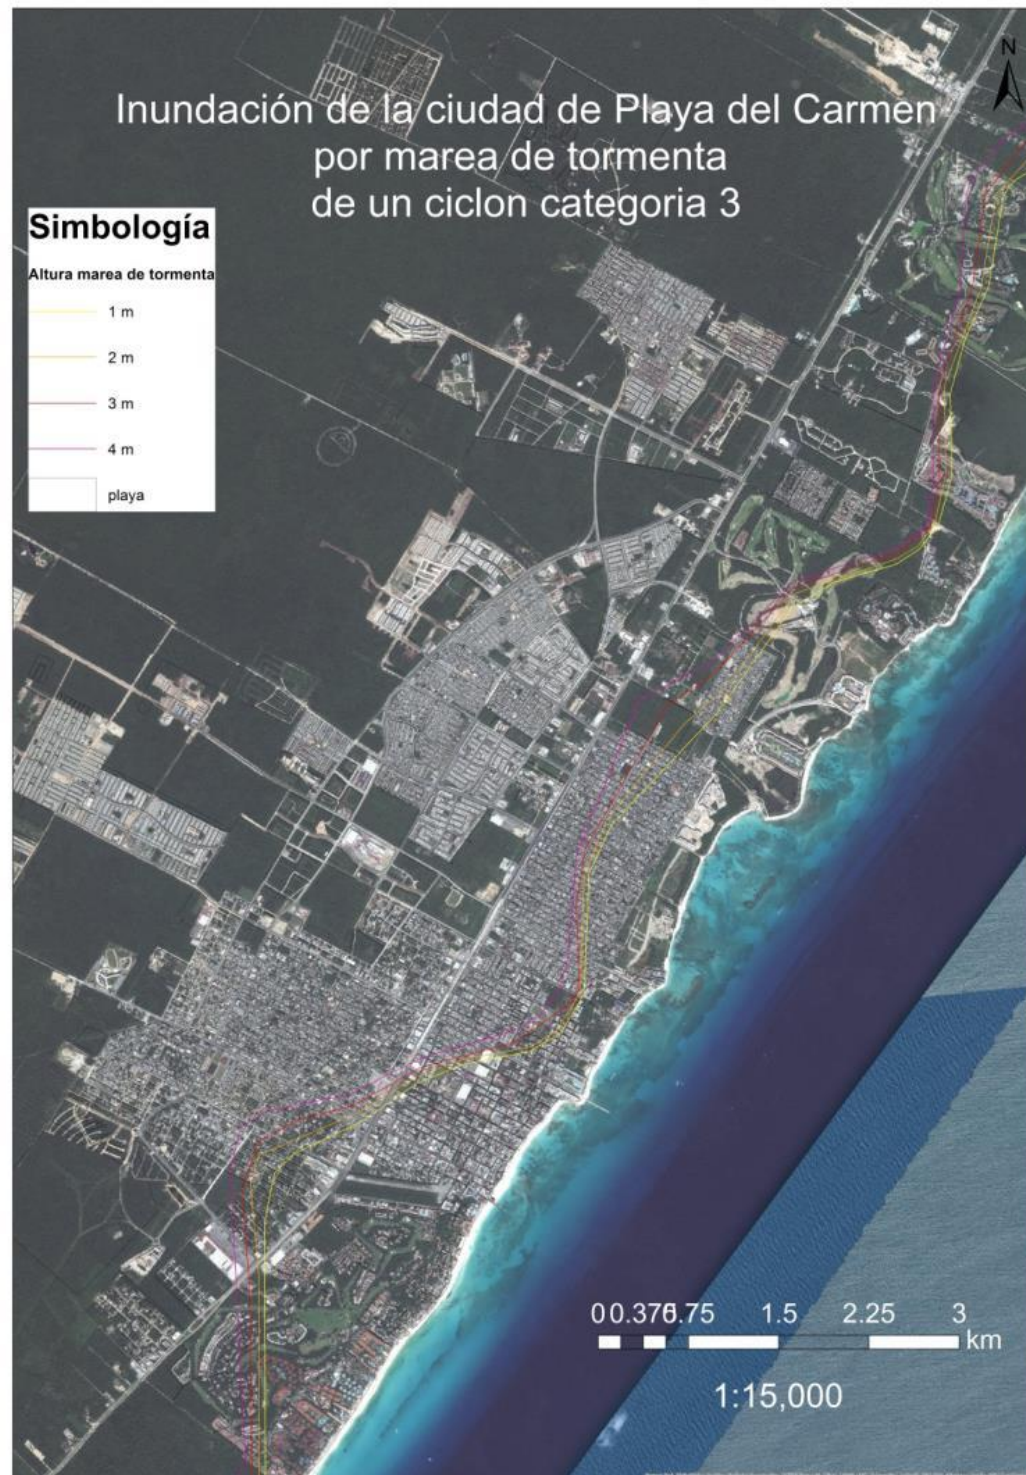 N
Inundación de la ciudad de Playa del Carmen
por marea de tormenta
de un ciclon categoria 3
Simbología
Altura marea de tormenta
1 m
2 m
3 m
4 m
playa
0 0.375 0.75 1.5 2.25 3
km
1:15,000